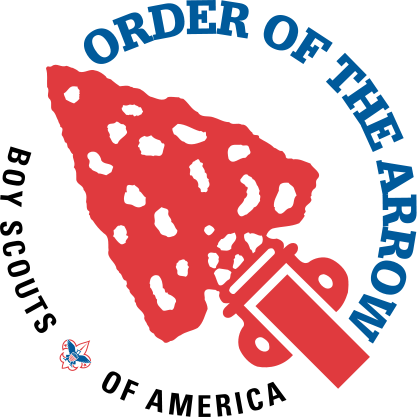 ORDER OF THE ARROW
BOY SCOUTS
OF AMERICA